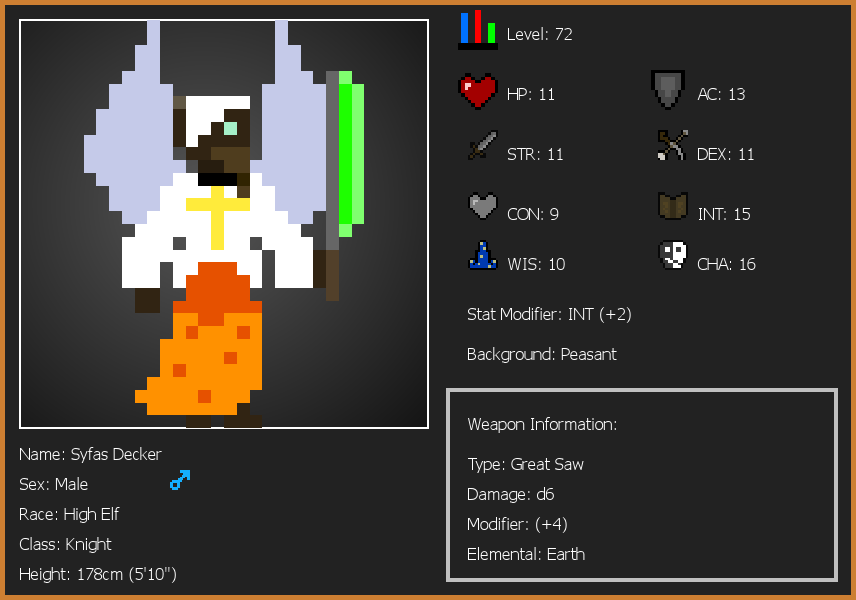 Level: 72
HP: 11
AC: 13
STR: 11
DEX: 11
CON: 9
INT: 15
WIS: 10
CHA: 16
Stat Modifier: INT (+2)
Background: Peasant
Weapon Information:
Type: Great Saw
Damage: d6
Modifier: (+4)
Elemental: Earth
Name: Syfas Decker
Sex: Male
Race: High Elf
Class: Knight
Height: 178cm (5'10")